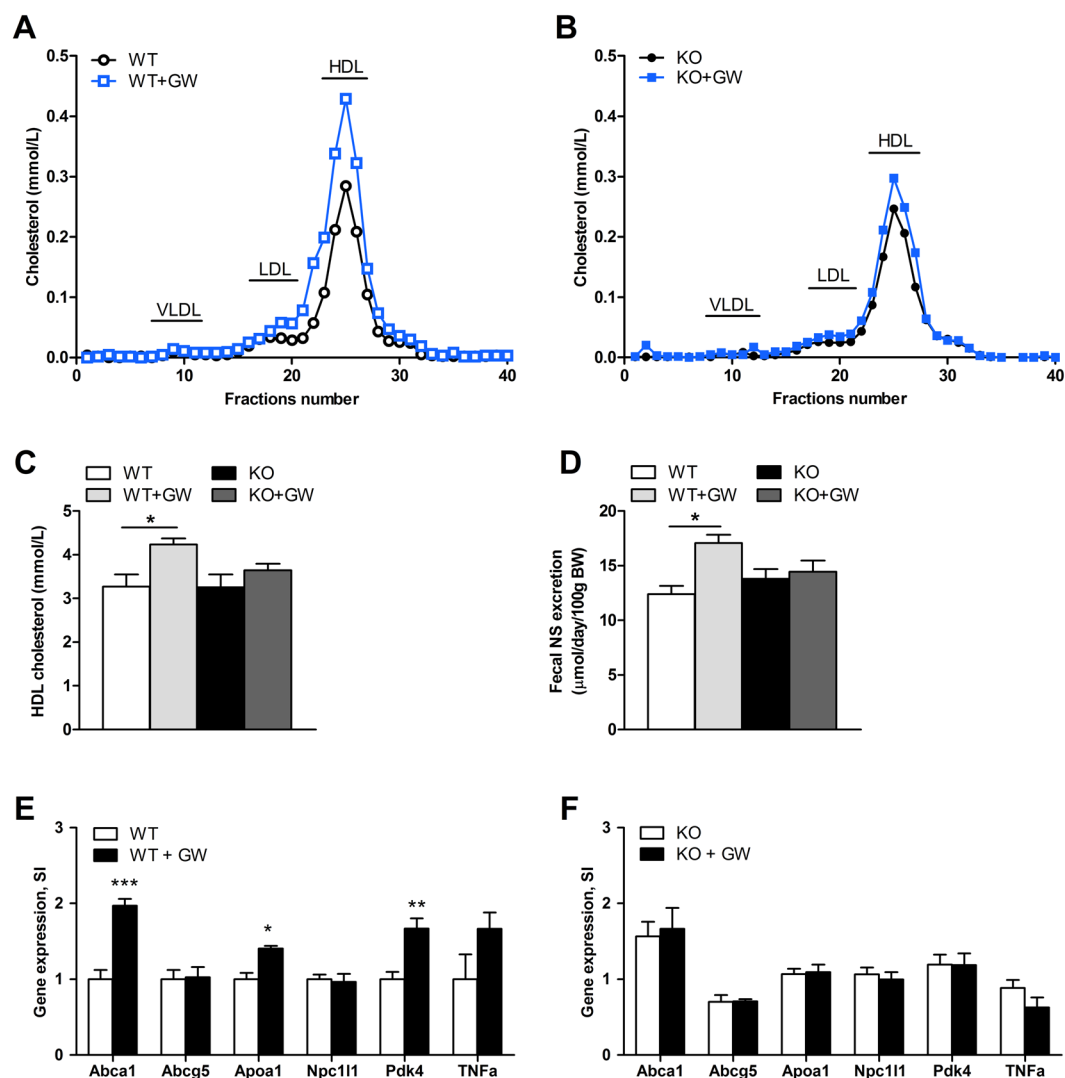 A
WT
WT+GW
HDL
LDL
VLDL
Cholesterol (mmol/L)
0.5
0.4
0.3
0.2
0.1
0.0
0 10 20 30 40
Fractions number
B
KO
KO+GW
HDL
LDL
VLDL
Cholesterol (mmol/L)
0.5
0.4
0.3
0.2
0.1
0.0
0 10 20 30 40
Fractions number
C
WT KO
WT+GW KO+GW
*
HDL cholesterol (mmol/L)
5
4
3
2
1
0
D
WT KO
WT+GW KO+GW
*
Fecal NS excretion
(µmol/day/100g BW)
20
15
10
5
0
E
WT
WT + GW
*** * **
Gene expression, SI
3
2
1
0
Abca1 Abcg5 Apoa1 Npc1l1 Pdk4 TNFa
F
KO
KO + GW
Gene expression, SI
3
2
1
0
Abca1 Abcg5 Apoa1 Npc1l1 Pdk4 TNFa